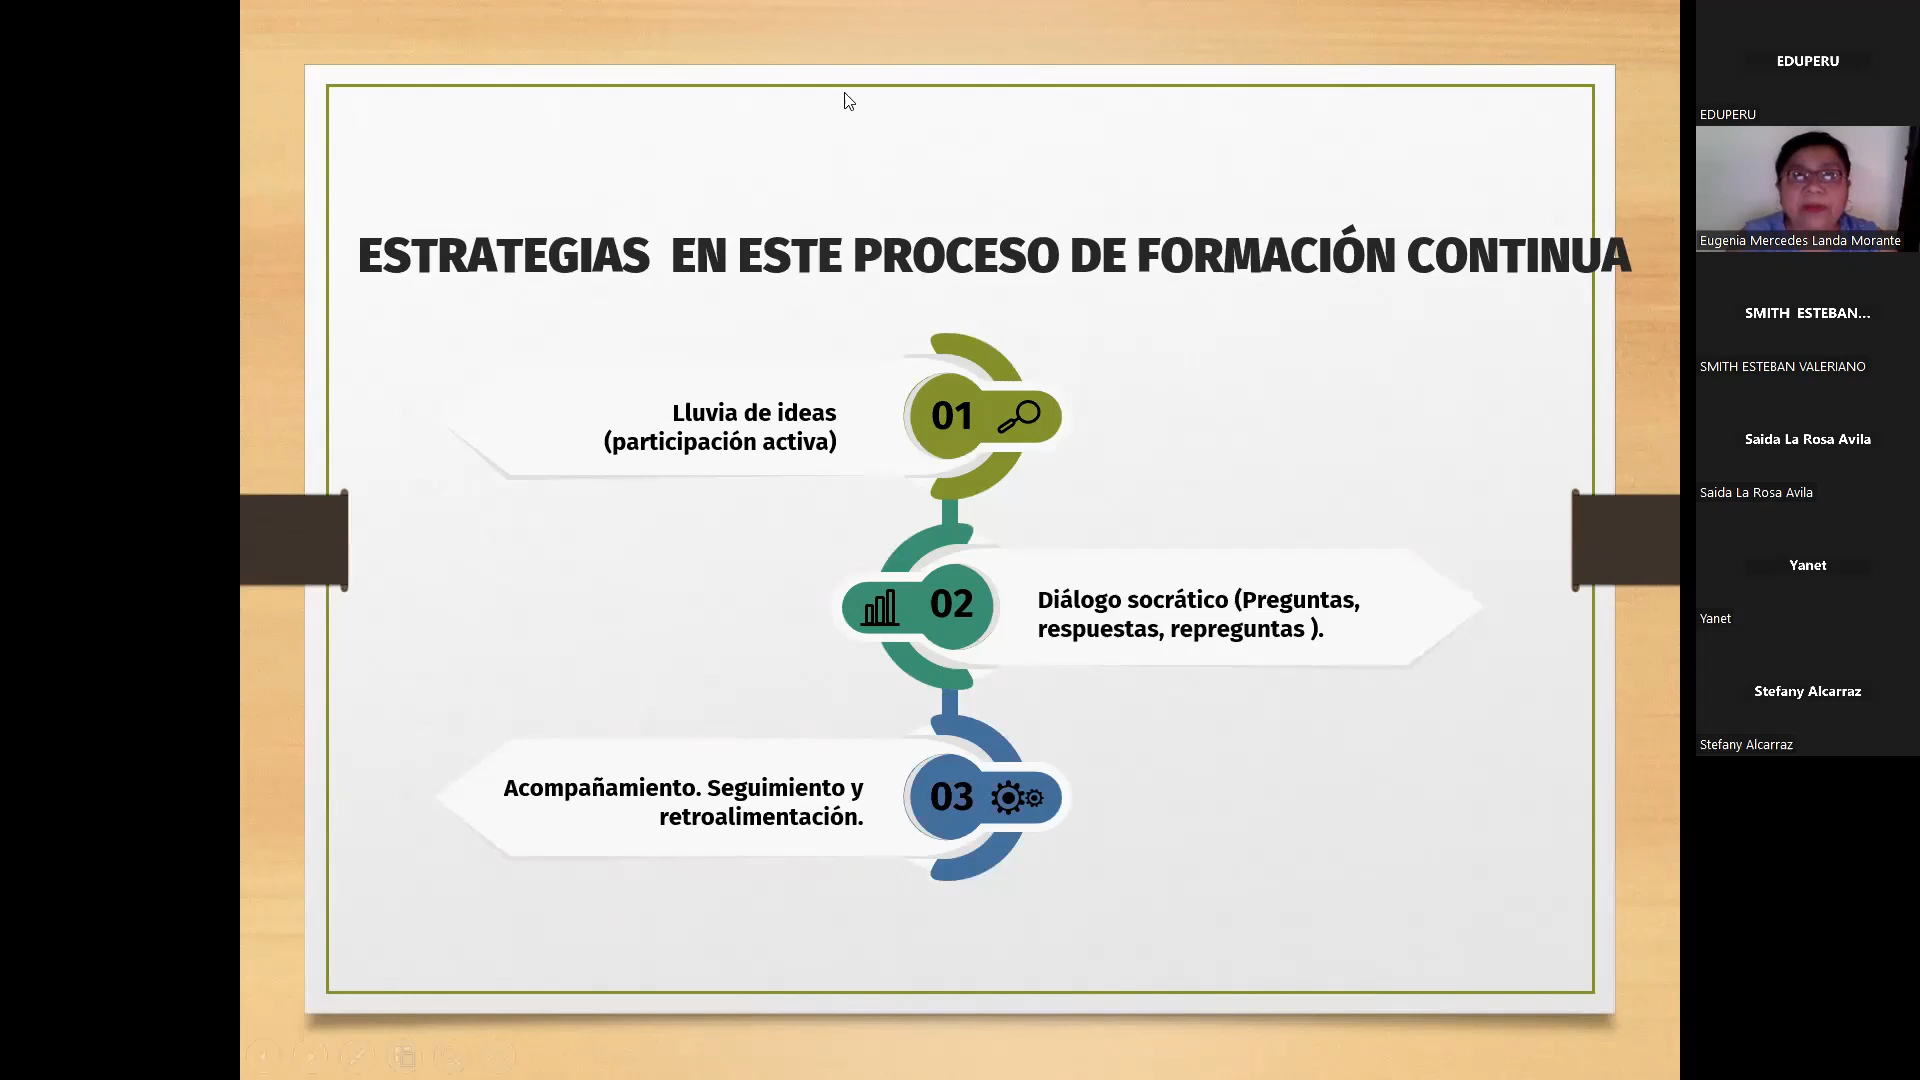 ESTRATEGIAS  EN ESTE PROCESO DE FORMACIÓN CONTINUA
01
Lluvia de ideas
(participación activa)
02
Diálogo socrático (Preguntas,
respuestas, repreguntas ).
03
Acompañamiento. Seguimiento y
retroalimentación.
EDUPERU
EDUPERU
Eugenia Mercedes Landa Morante
SMITH  ESTEBAN...
SMITH ESTEBAN VALERIANO
Saida La Rosa Avila
Saida La Rosa Avila
Yanet
Yanet
Stefany Alcarraz
Stefany Alcarraz